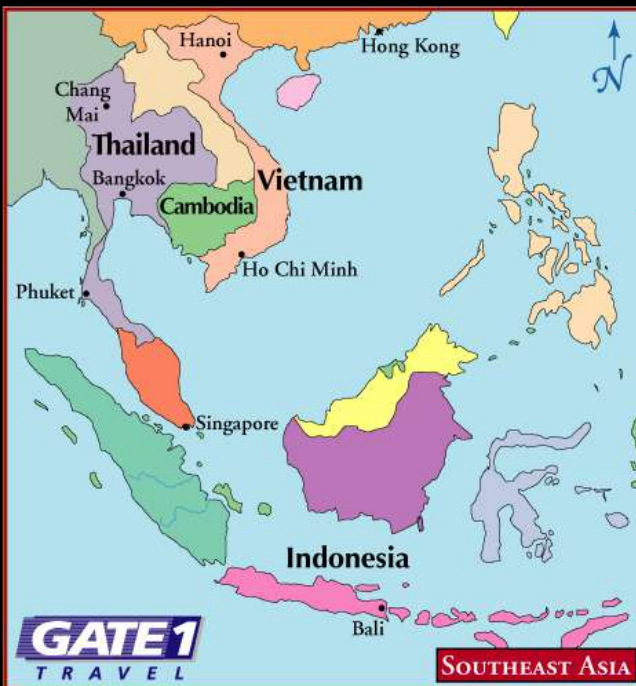 Hanoi
Hong Kong
N
Chang
Mai
Thailand
Bangkok
Vietnam
Cambodia
Ho Chi Minh
Phuket
Singapore
Indonesia
Bali
GATE 1
TRAVEL
SOUTHEAST ASIA